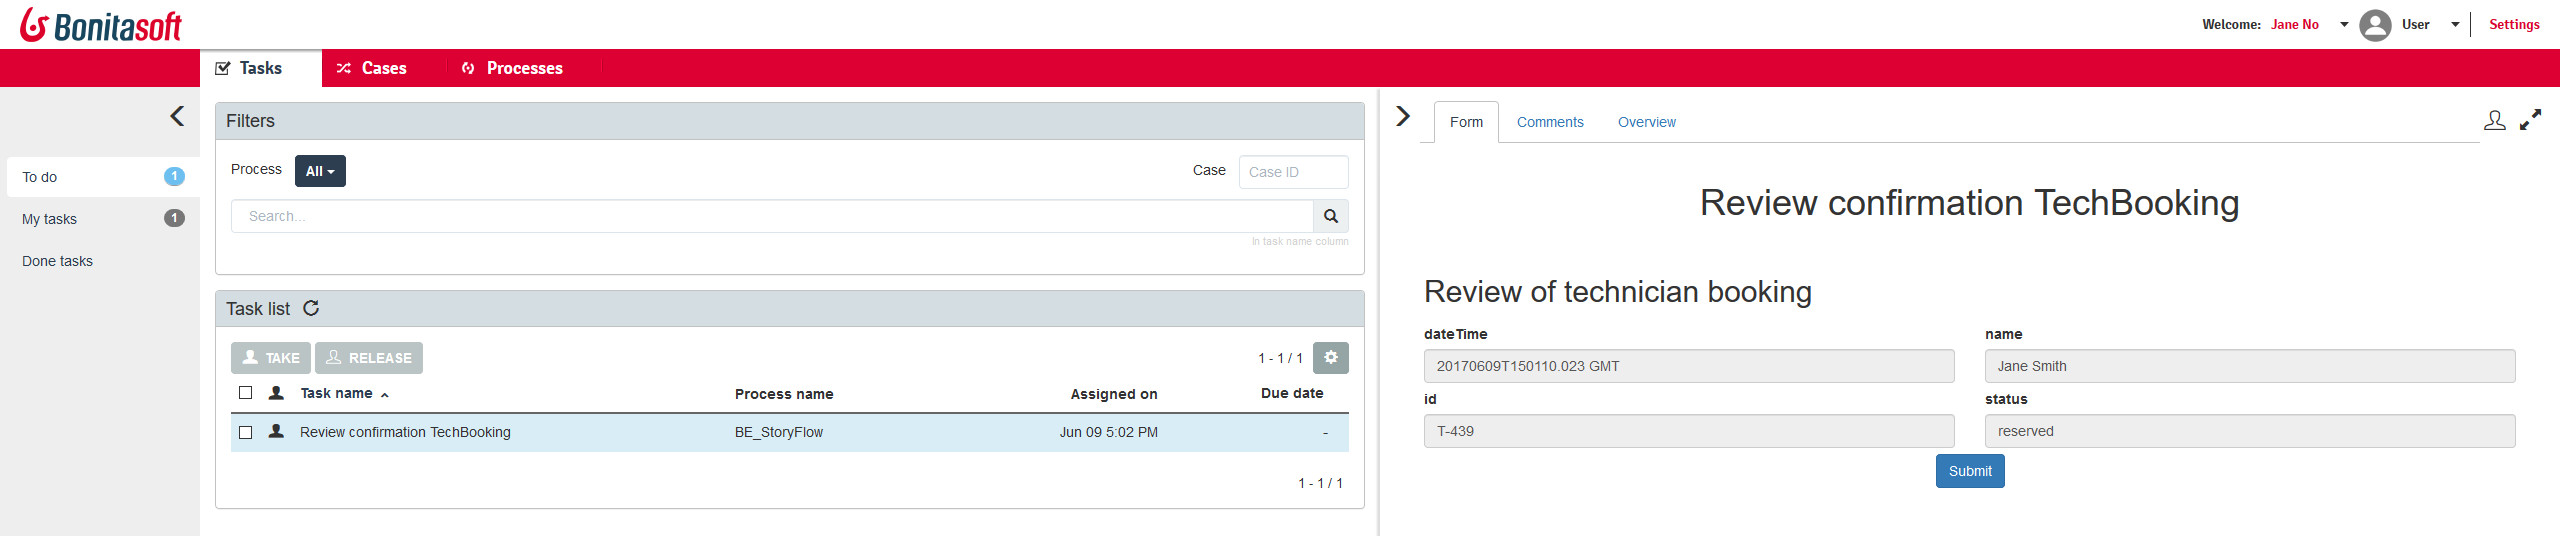 Bonitasoft
Welcome: Jane No User Settings
Tasks Cases Processes
To do 1
My tasks 1
Done tasks
Filters
Process All Case Case ID
Search...
In task name column
Task list
TAKE RELEASE 1 - 1 / 1
Task name Process name Assigned on Due date
Review confirmation TechBooking BE_StoryFlow Jun 09 5:02 PM -
1 - 1 / 1
Form Comments Overview
Review confirmation TechBooking
Review of technician booking
dateTime name
20170609T150110.023 GMT Jane Smith
id status
T-439 reserved
Submit